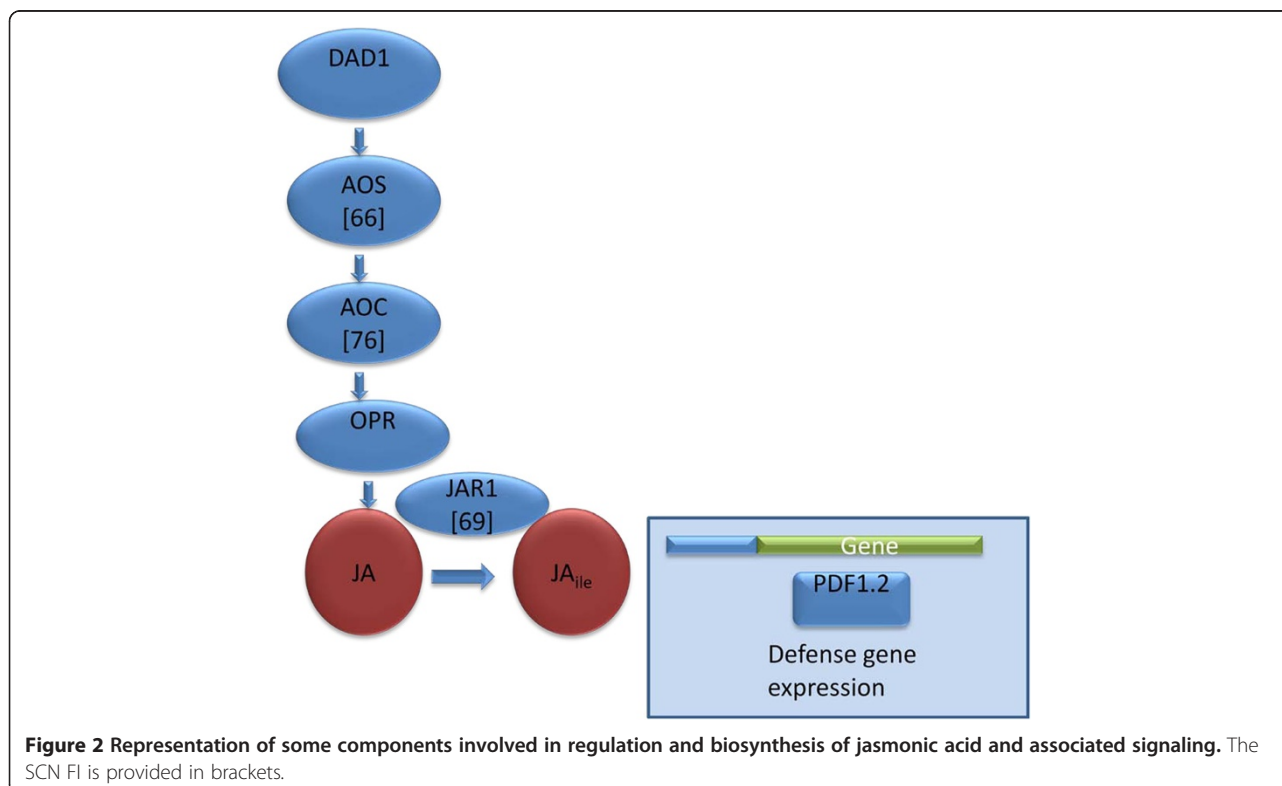 DAD1
AOS
[66]
AOC
[76]
OPR
JAR1
[69]
JA
JAile
Gene
PDF1.2
Defense gene
expression
Figure 2 Representation of some components involved in regulation and biosynthesis of jasmonic acid and associated signaling. The
SCN FI is provided in brackets.